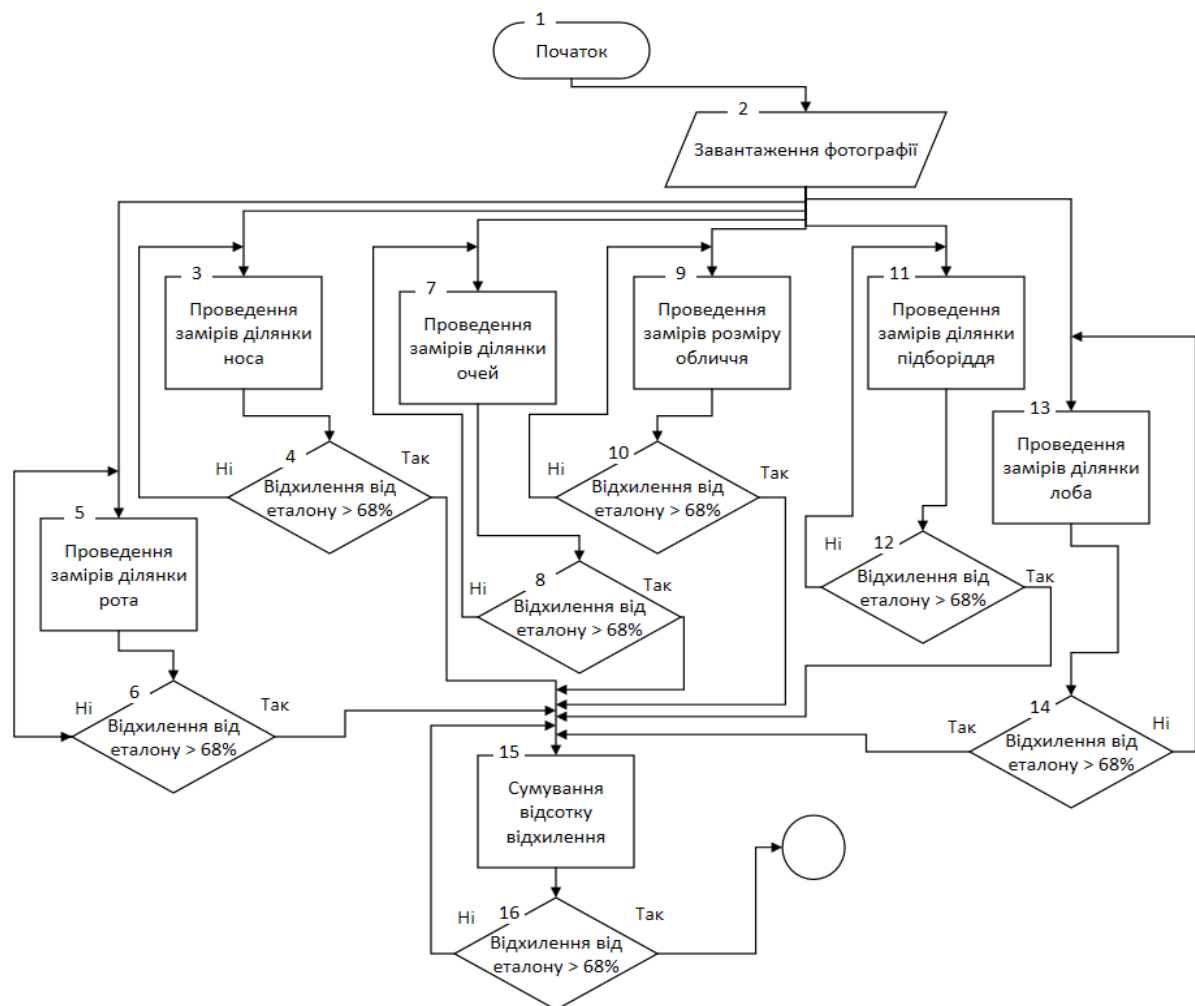 1
Початок
2
Завантаження фотографії
3
Проведення
замірів ділянки
носа
4
Ні
Так
Відхилення від
еталону > 68%
5
Проведення
замірів ділянки
рота
6
Ні
Так
Відхилення від
еталону > 68%
7
Проведення
замірів ділянки
очей
8
Ні
Так
Відхилення від
еталону > 68%
9
Проведення
замірів розміру
обличчя
10
Ні
Так
Відхилення від
еталону > 68%
11
Проведення
замірів ділянки
підборіддя
12
Ні
Так
Відхилення від
еталону > 68%
13
Проведення
замірів ділянки
лоба
14
Так
Ні
Відхилення від
еталону > 68%
15
Сумування
відсотку
відхилення
16
Ні
Так
Відхилення від
еталону > 68%